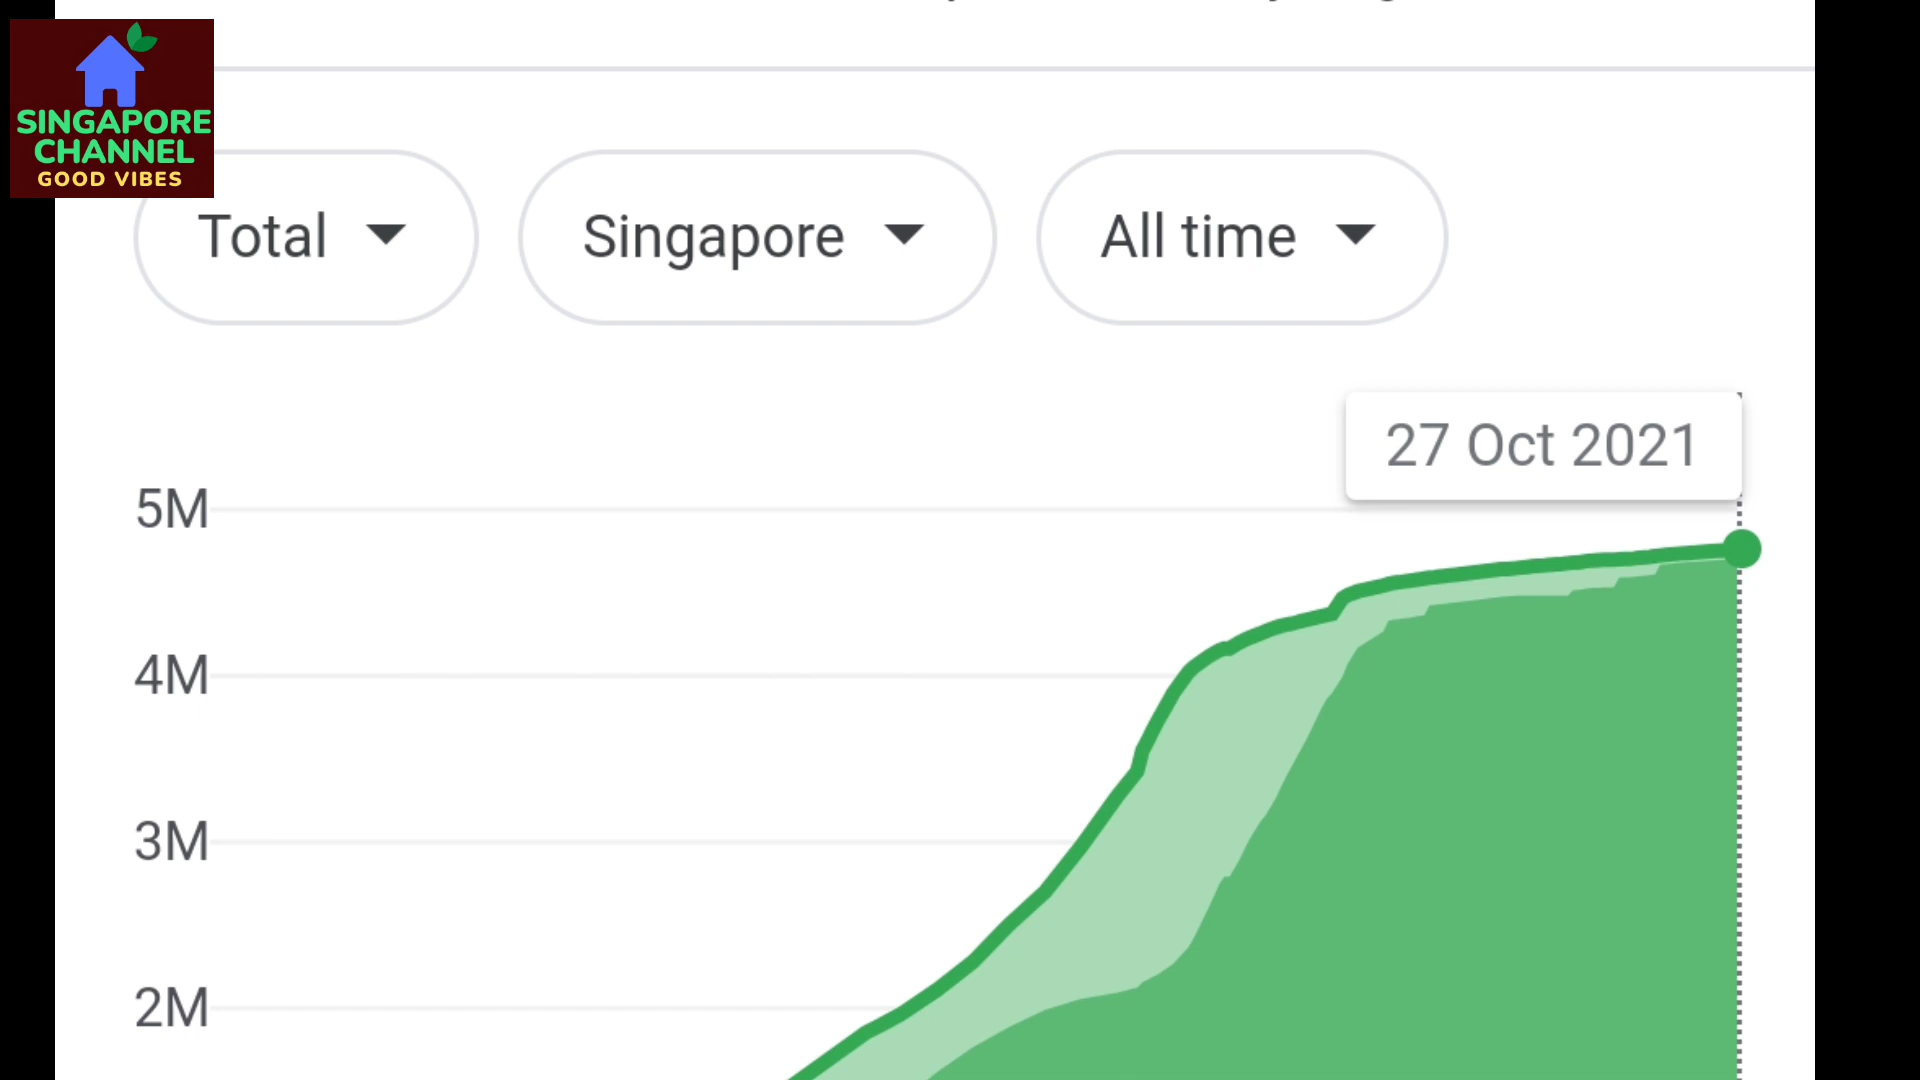 SINGAPORE
CHANNEL
GOOD VIBES
Total
Singapore
All time
27 Oct 2021
5M
4M
3M
2M